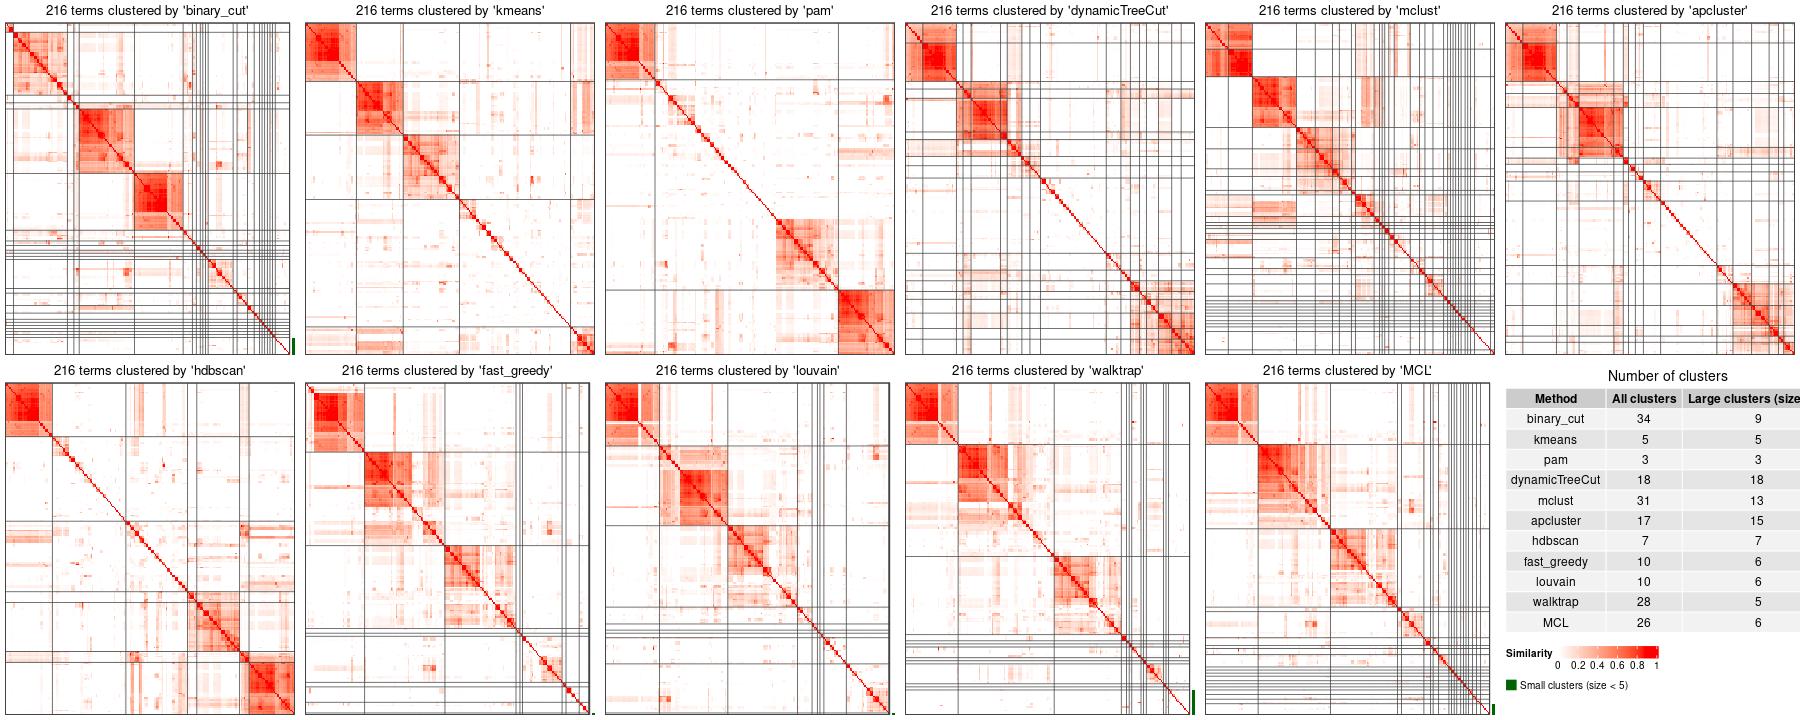 216 terms clustered by 'binary_cut'
216 terms clustered by 'kmeans'
216 terms clustered by 'pam'
216 terms clustered by 'dynamicTreeCut'
216 terms clustered by 'mclust'
216 terms clustered by 'apcluster'
216 terms clustered by 'hdbscan'
216 terms clustered by 'fast_greedy'
216 terms clustered by 'louvain'
216 terms clustered by 'walktrap'
216 terms clustered by 'MCL'
Number of clusters
Method All clusters Large clusters (size
binary_cut 34 9
kmeans 5 5
pam 3 3
dynamicTreeCut 18 18
mclust 31 13
apcluster 17 15
hdbscan 7 7
fast_greedy 10 6
louvain 10 6
walktrap 28 5
MCL 26 6
Similarity
0 0.2 0.4 0.6 0.8 1
Small clusters (size < 5)